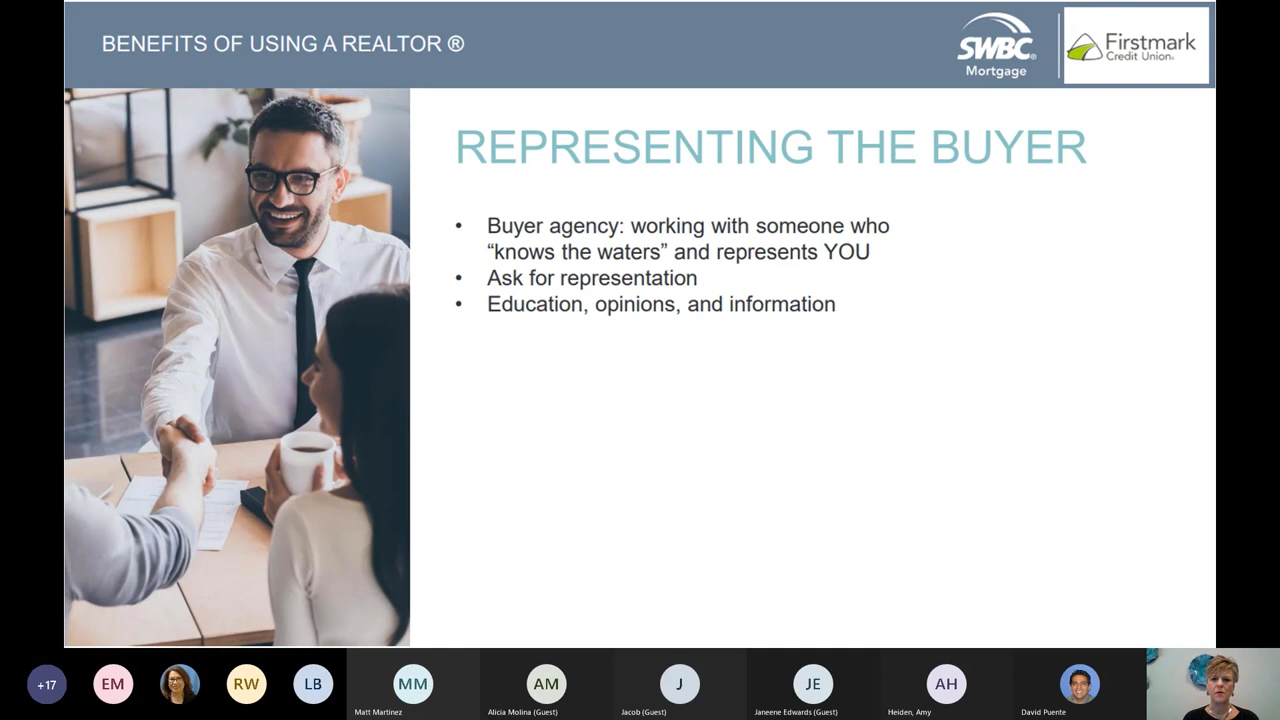 BENEFITS OF USING A REALTOR ®
SWBC®
Mortgage
Firstmark
Credit Union®
REPRESENTING THE BUYER
• Buyer agency: working with someone who
“knows the waters” and represents YOU
• Ask for representation
• Education, opinions, and information
+17
EM
RW
LB
MM
AM
J
JE
AH
Matt Martinez
Alicia Molina (Guest)
Jacob (Guest)
Janeene Edwards (Guest)
Heiden, Amy
David Puente